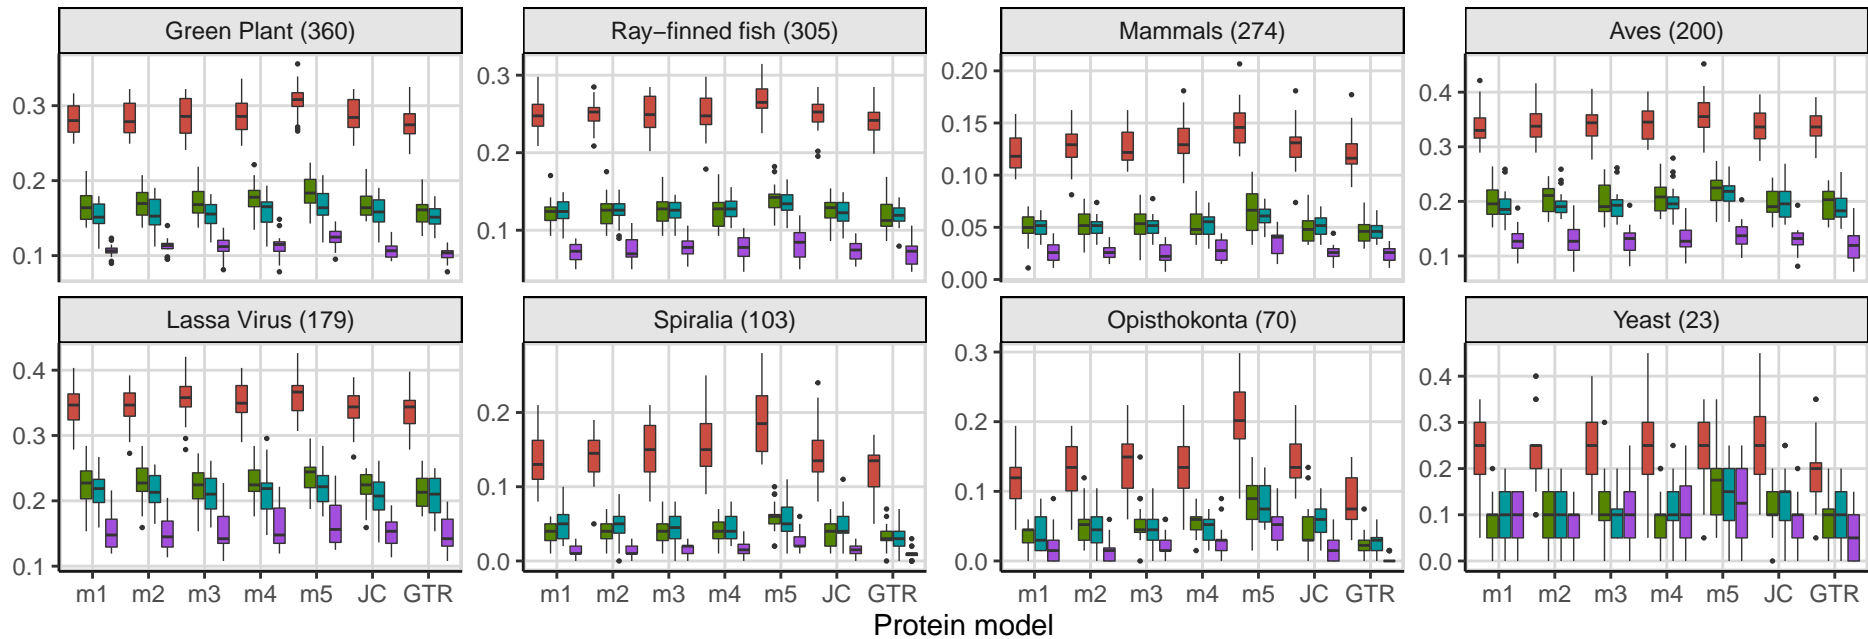 Green Plant (360)
Ray−finned fish (305)
Mammals (274)
Aves (200)
0.3
0.2
0.1
0.3
0.2
0.1
0.20
0.15
0.10
0.05
0.00
0.4
0.3
0.2
0.1
Lassa Virus (179)
Spiralia (103)
Opisthokonta (70)
Yeast (23)
0.4
0.3
0.2
0.1
0.2
0.1
0.0
0.3
0.2
0.1
0.0
0.4
0.3
0.2
0.1
0.0
m1 m2 m3 m4 m5 JC GTR
m1 m2 m3 m4 m5 JC GTR
m1 m2 m3 m4 m5 JC GTR
m1 m2 m3 m4 m5 JC GTR
Protein model